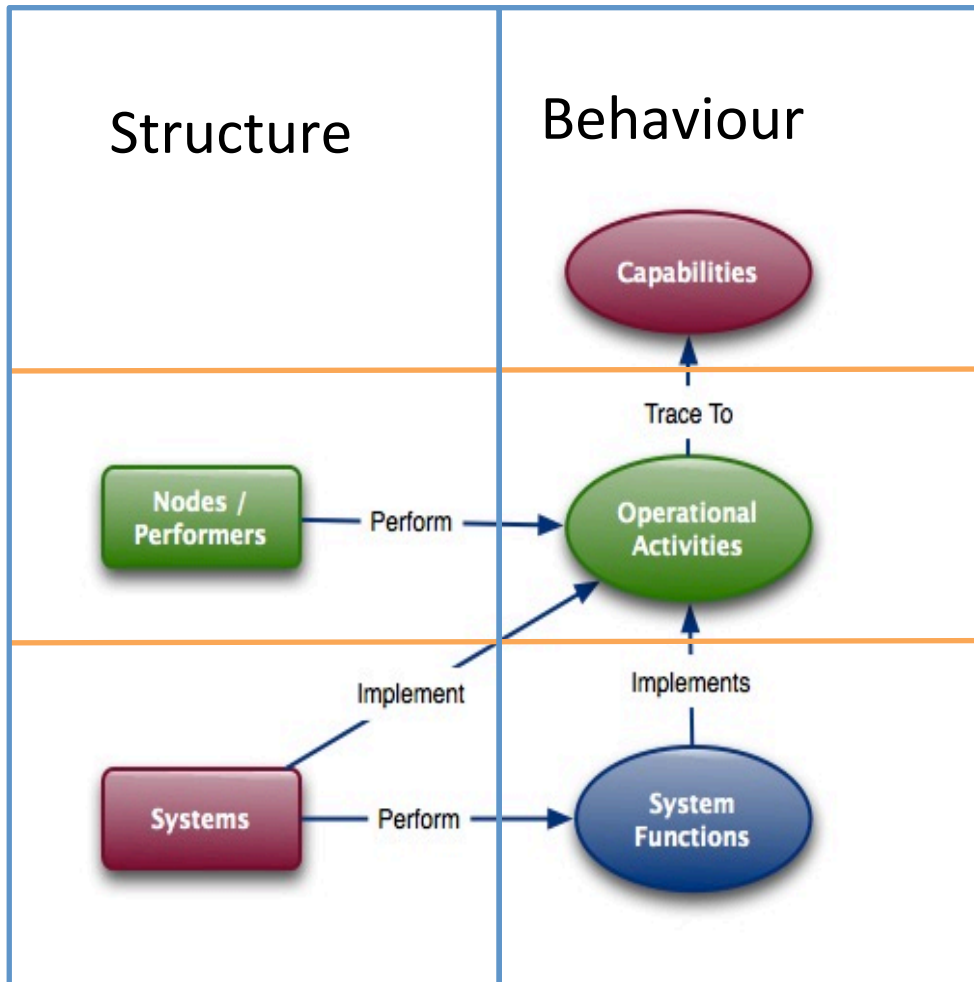 Structure
Behaviour
Capabilities
Trace To
Nodes /
Performers
Perform
Operational
Activities
Implement
Implements
Systems
Perform
System
Functions